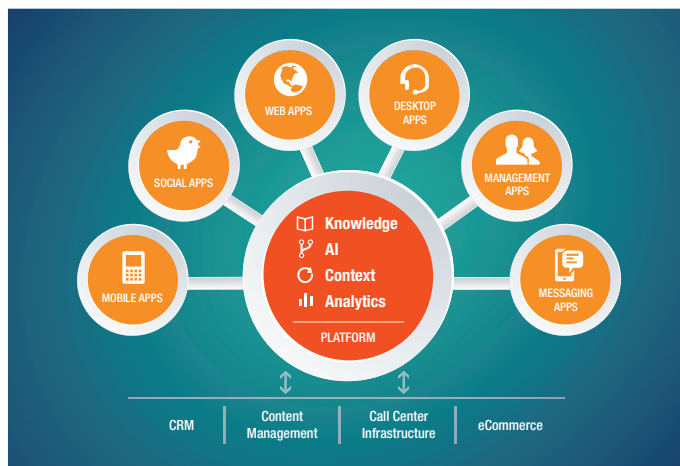 WEB APPS
DESKTOP
APPS
SOCIAL APPS
MANAGEMENT
APPS
MOBILE APPS
MESSAGING
APPS
Knowledge
AI
Context
Analytics
PLATFORM
CRM
Content
Management
Call Center
Infrastructure
eCommerce